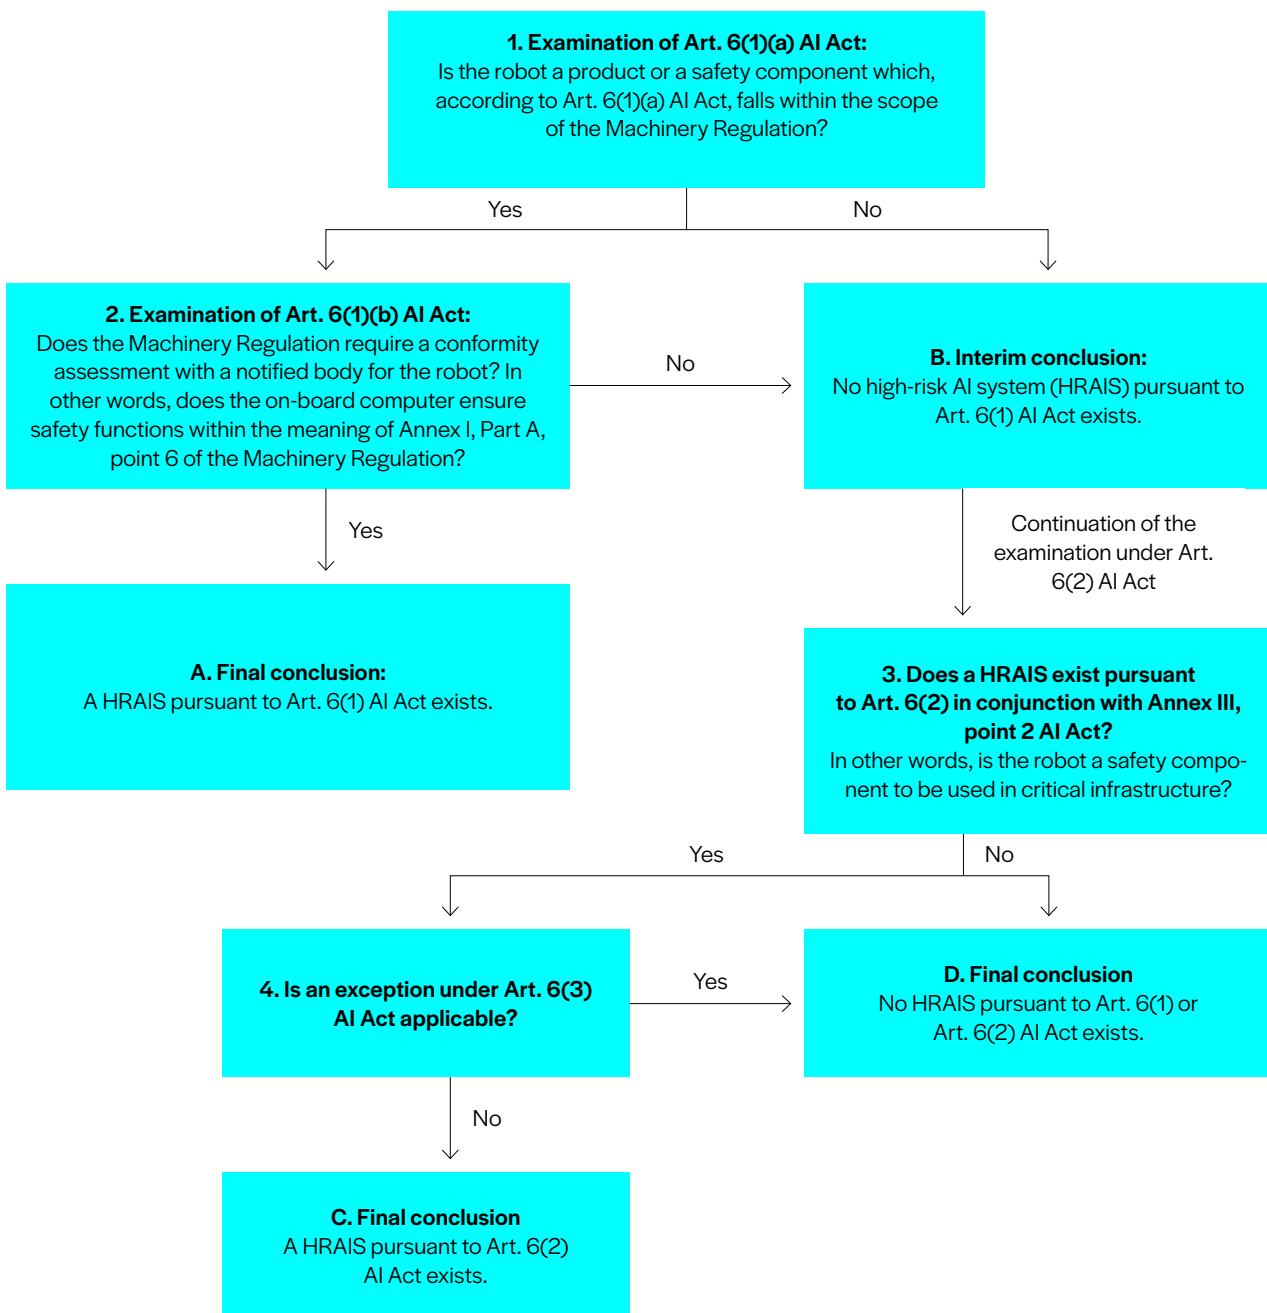 1. Examination of Art. 6(1)(a) AI Act:
Is the robot a product or a safety component which,
according to Art. 6(1)(a) AI Act, falls within the scope
of the Machinery Regulation?
Yes
No
2. Examination of Art. 6(1)(b) AI Act:
Does the Machinery Regulation require a conformity
assessment with a notified body for the robot? In
other words, does the on-board computer ensure
safety functions within the meaning of Annex I, Part A,
point 6 of the Machinery Regulation?
No
B. Interim conclusion:
No high-risk AI system (HRAIS) pursuant to
Art. 6(1) AI Act exists.
Yes
Continuation of the
examination under Art.
6(2) AI Act
A. Final conclusion:
A HRAIS pursuant to Art. 6(1) AI Act exists.
3. Does a HRAIS exist pursuant
to Art. 6(2) in conjunction with Annex III,
point 2 AI Act?
In other words, is the robot a safety compo-
nent to be used in critical infrastructure?
Yes
No
4. Is an exception under Art. 6(3)
AI Act applicable?
Yes
D. Final conclusion
No HRAIS pursuant to Art. 6(1) or
Art. 6(2) AI Act exists.
No
C. Final conclusion
A HRAIS pursuant to Art. 6(2)
AI Act exists.